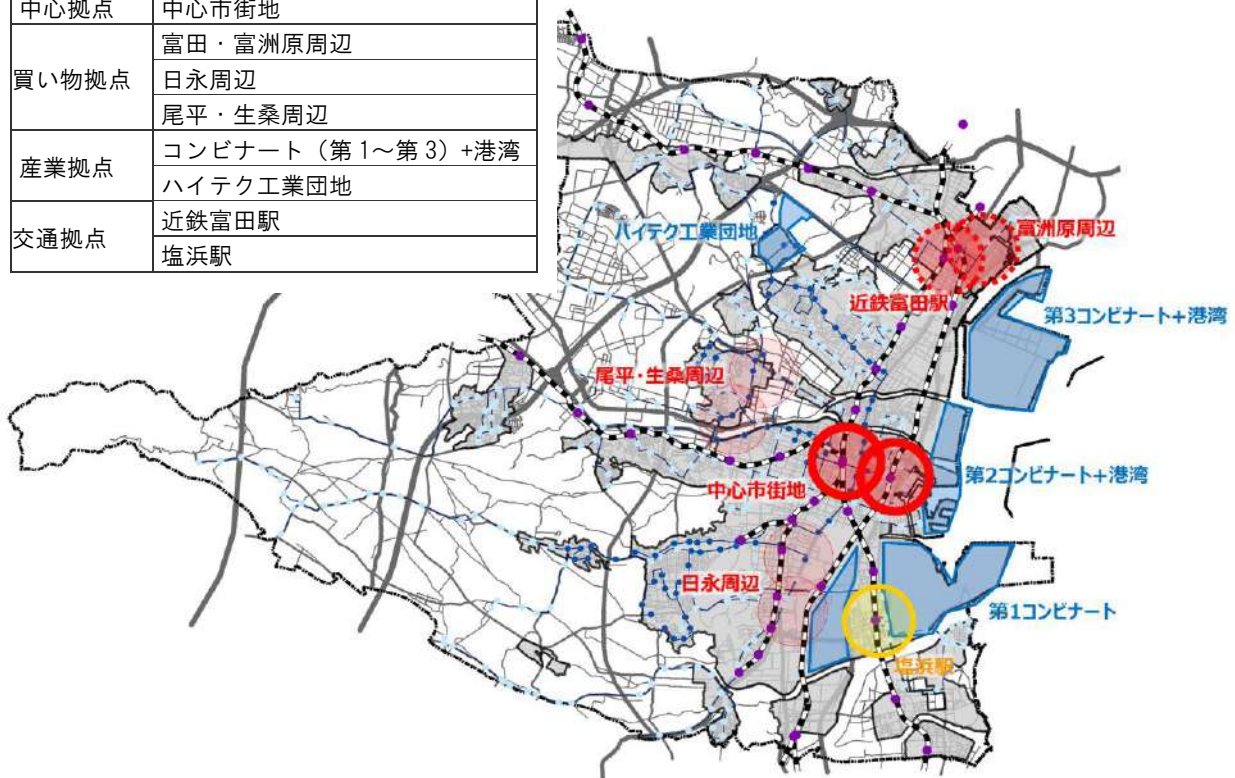 中心拠点 中心市街地
買い物拠点 富田・富洲原周辺
日永周辺
尾平・生桑周辺
産業拠点 コンビナート（第1～第3）+港湾
ハイテク工業団地
交通拠点 近鉄富田駅
塩浜駅
ハイテク工業団地
富洲原周辺
近鉄富田駅
第3コンビナート+港湾
尾平・生桑周辺
中心市街地
第2コンビナート+港湾
日永周辺
第1コンビナート
塩浜駅